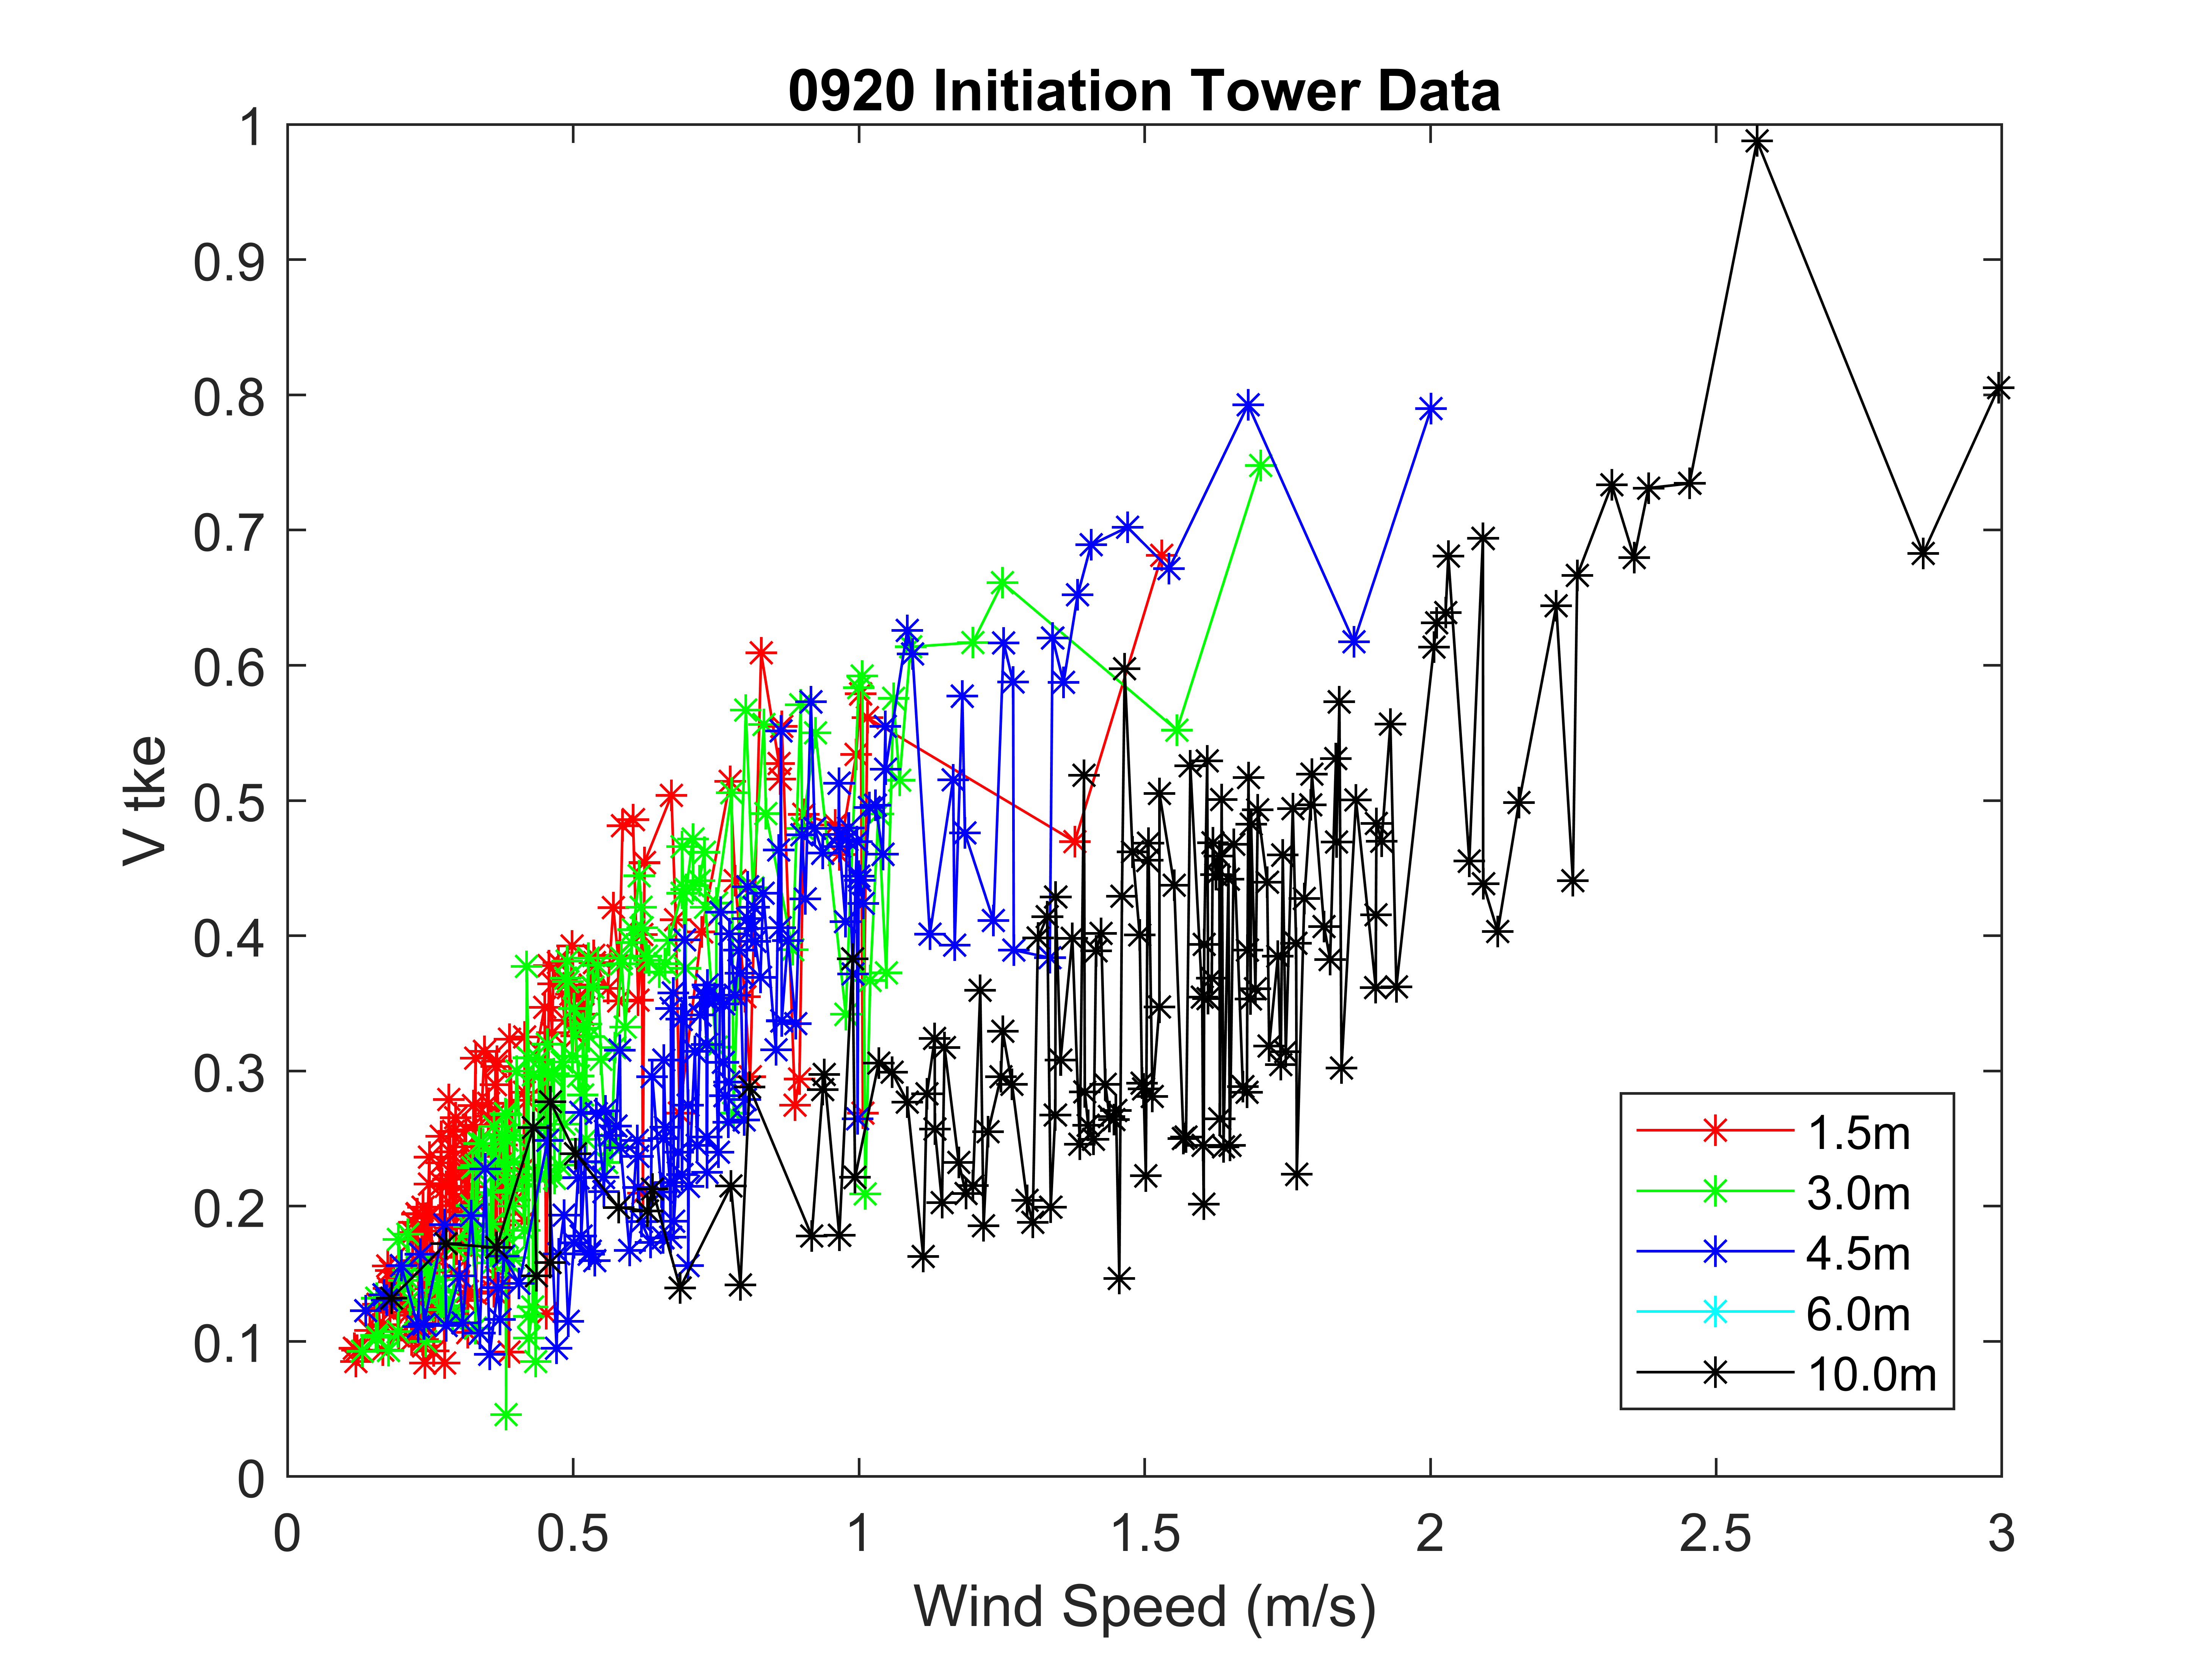 0920 Initiation Tower Data
1
0.9
0.8
0.7
0.6
0.5
0.4
0.3
0.2
0.1
0
V tke
1.5m
3.0m
4.5m
6.0m
10.0m
0 0.5 1 1.5 2 2.5 3
Wind Speed (m/s)